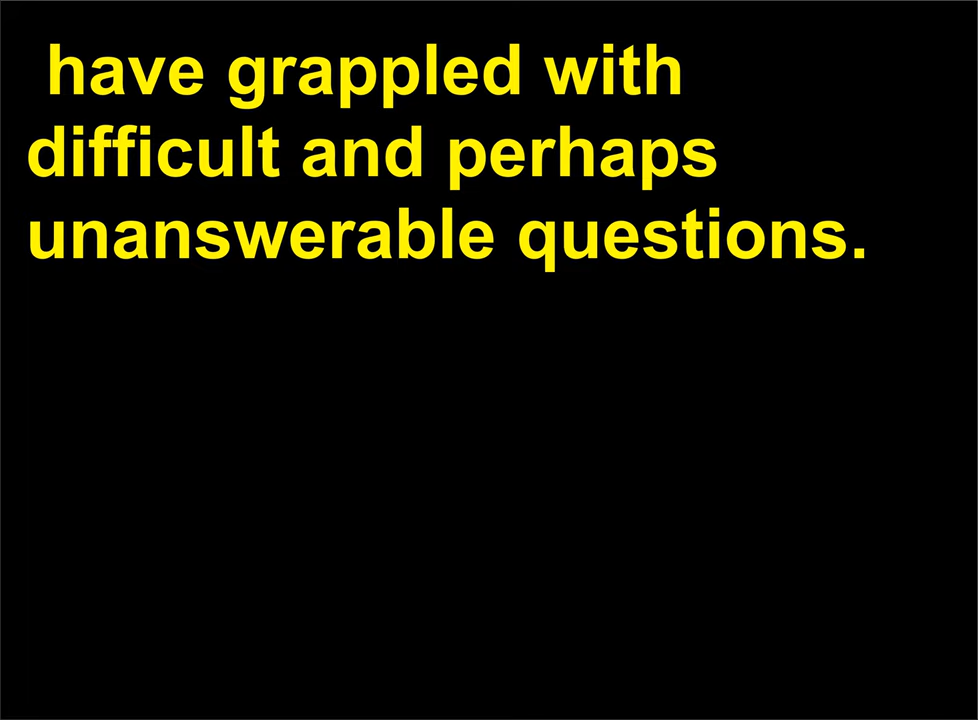 have grappled with
difficult and perhaps
unanswerable questions.